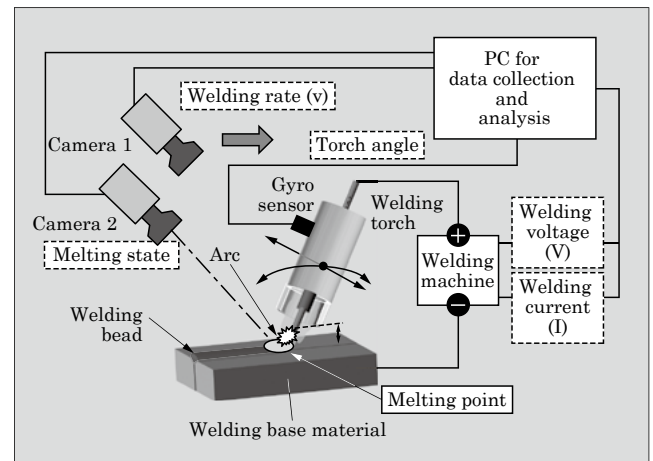 PC for
data collection
and
analysis
Welding rate (v)
Camera 1
Torch angle
Gyro
sensor
Welding
torch
Camera 2
Melting state
Arc
+
Welding
machine
−
Welding
voltage
(V)
Welding
current
(I)
Welding
bead
Melting point
Welding base material